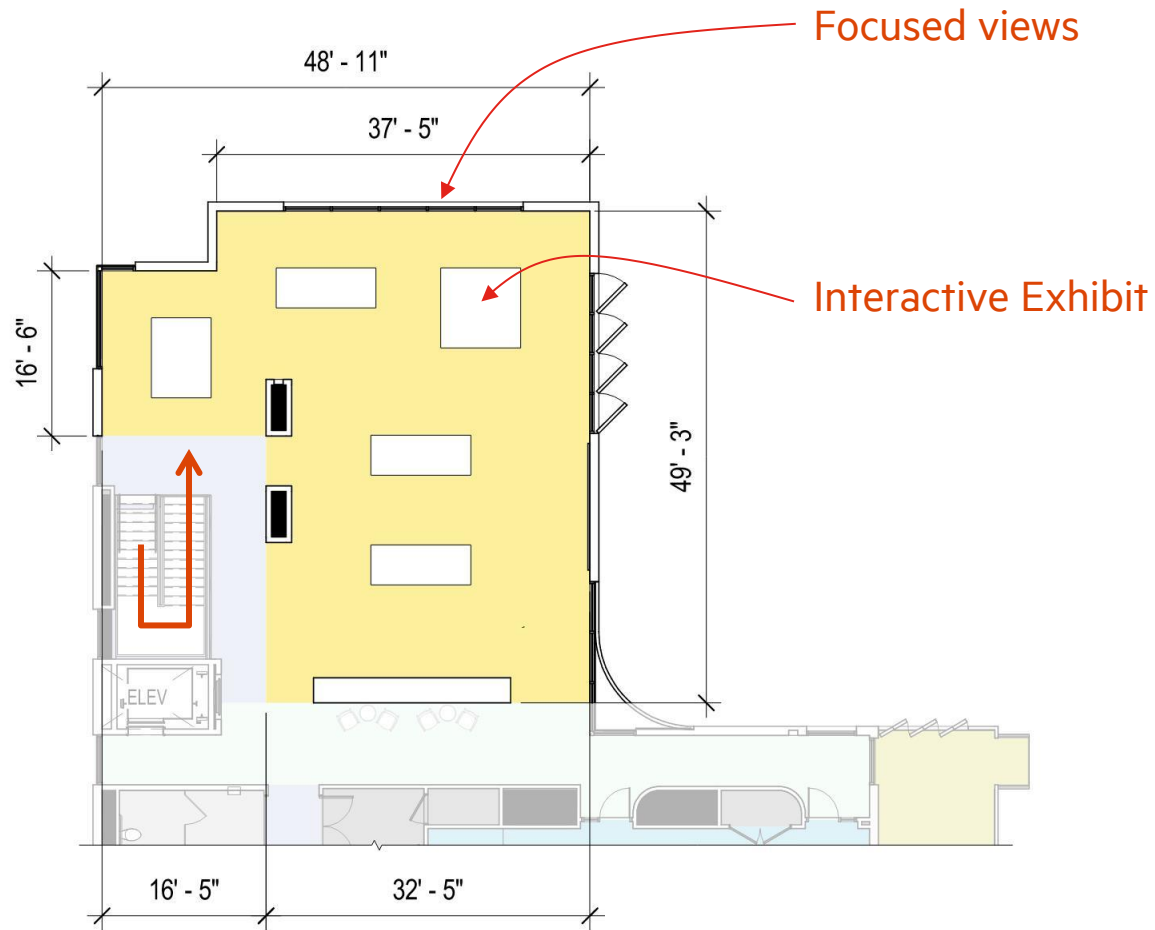 Focused views
48' - 11"
37' - 5"
Interactive Exhibit
16' - 6"
49' - 3"
ELEV
16' - 5"
32' - 5"